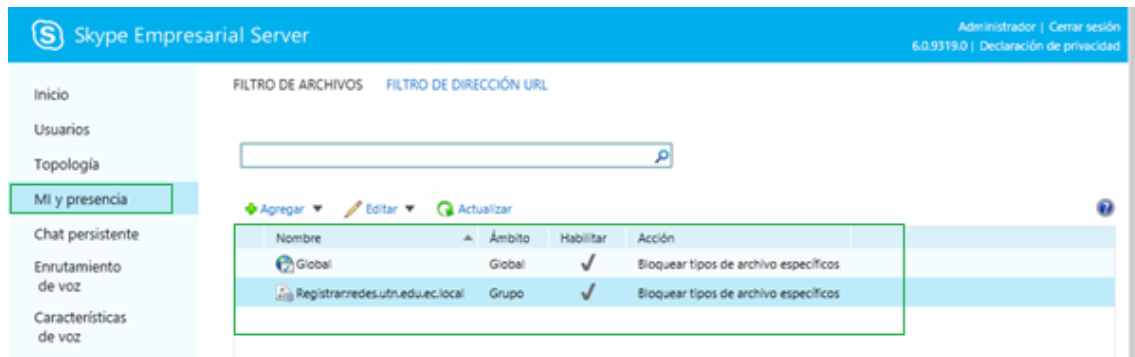 Skype Empresarial Server
Administrador | Cerrar sesión
6.0.9319.0 | Declaración de privacidad
Inicio
Usuarios
Topología
MI y presencia
Chat persistente
Enrutamiento
de voz
Características
de voz
FILTRO DE ARCHIVOS FILTRO DE DIRECCIÓN URL
Agregar Editar Actualizar
Nombre Ámbito Habilitar Acción
Global Global Bloquear tipos de archivo específicos
Registrar:redes.utn.edu.ec.local Grupo Bloquear tipos de archivo específicos